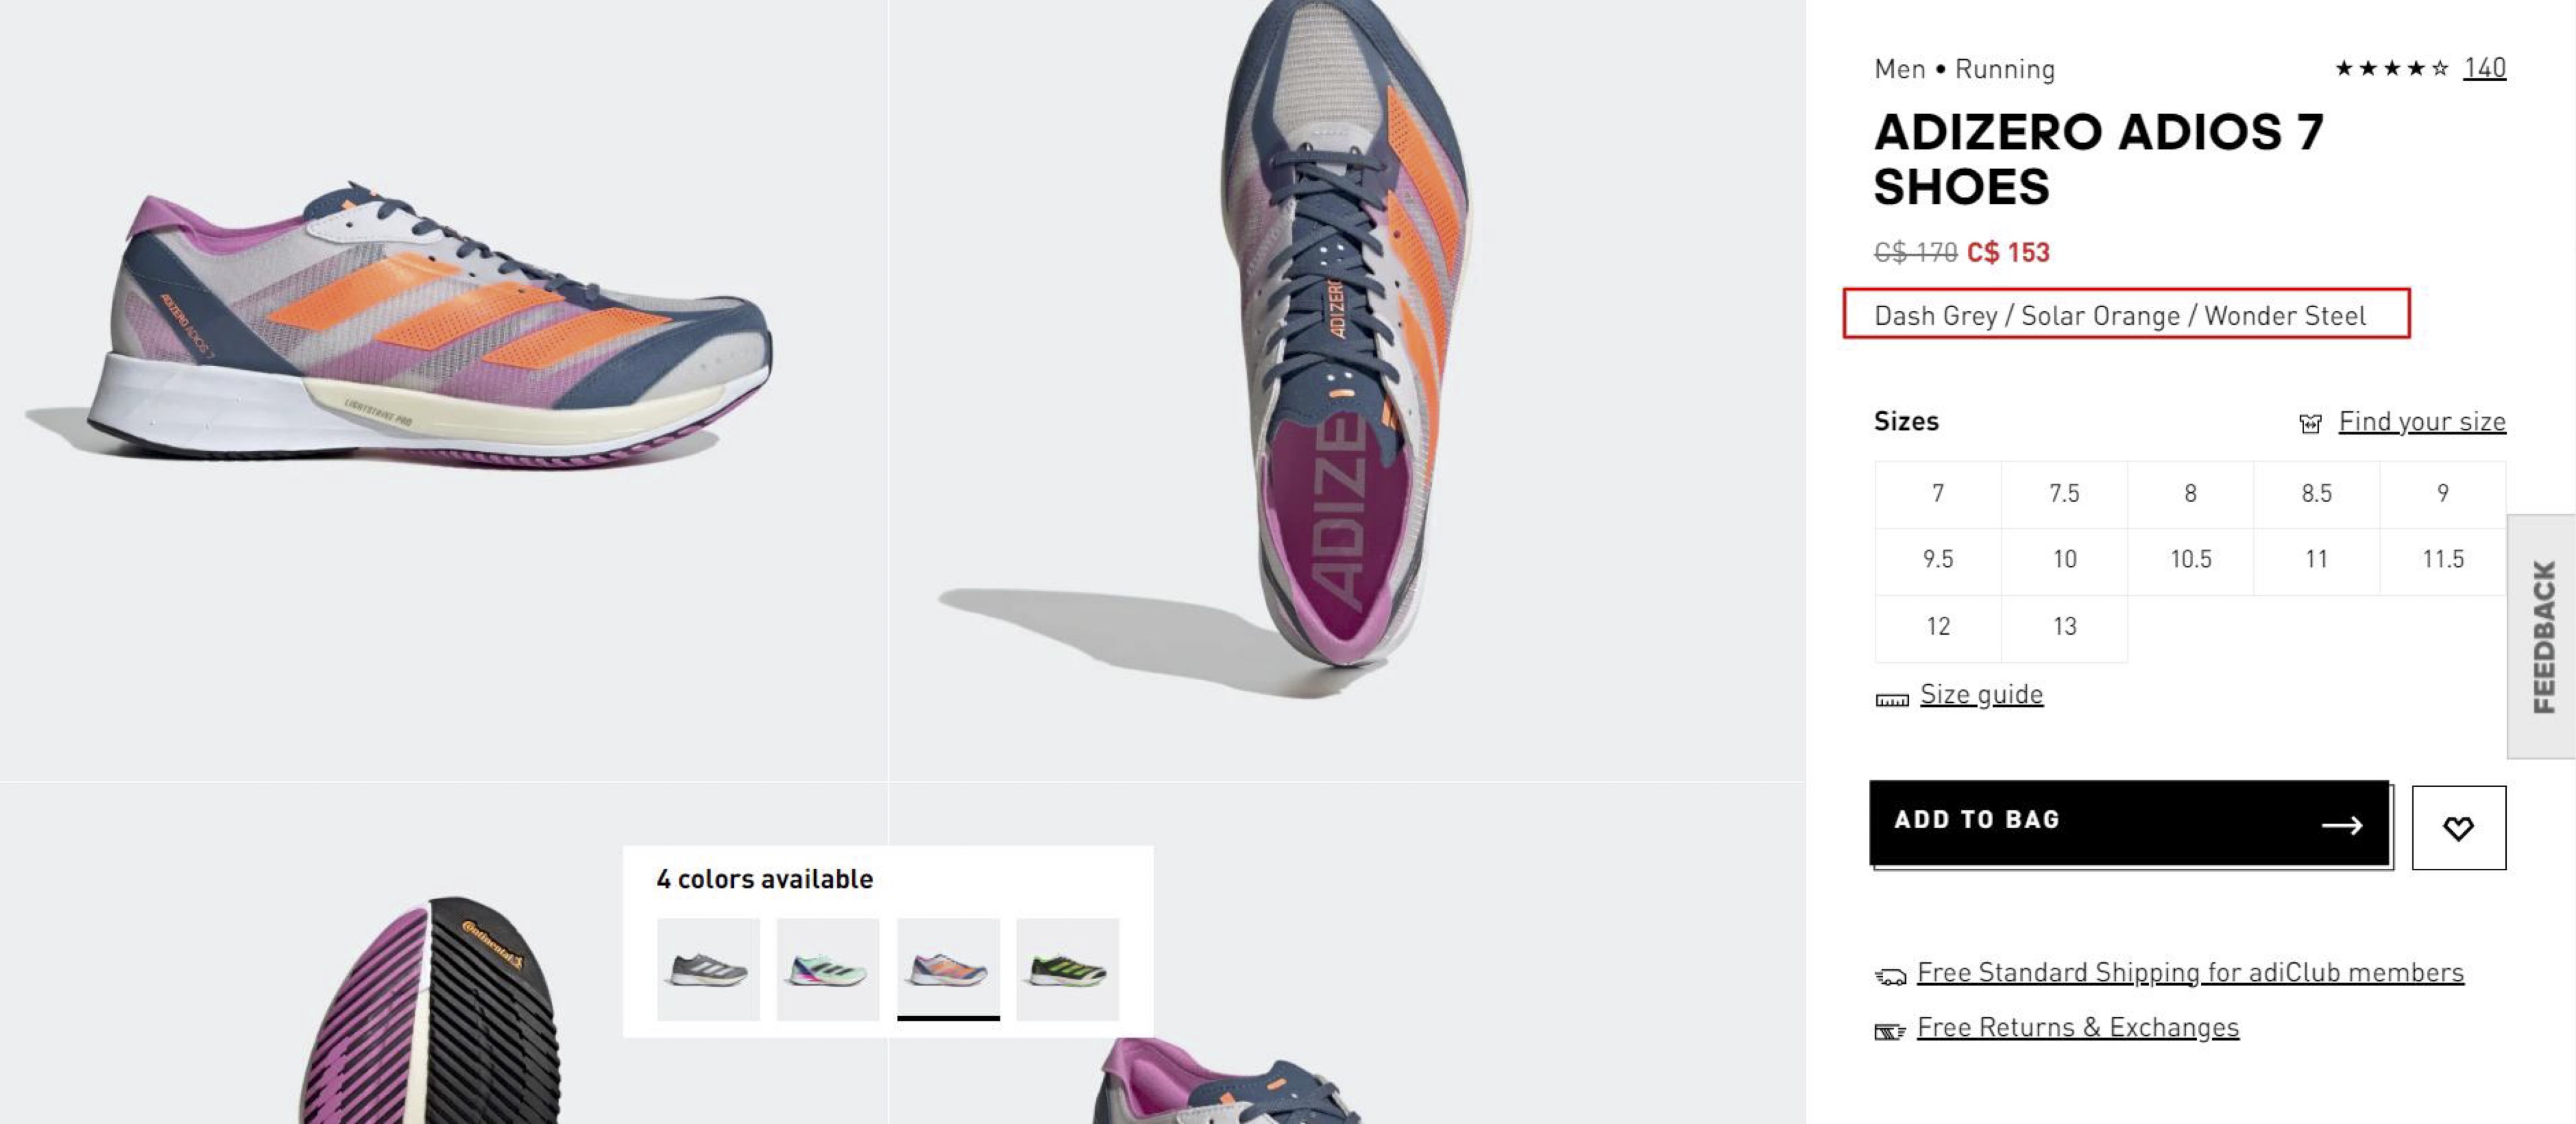 Men • Running
★★★★☆ 140
ADIZERO ADIOS 7
SHOES
C$ 170 C$ 153
Dash Grey / Solar Orange / Wonder Steel
Sizes
Find your size
7 7.5 8 8.5 9
9.5 10 10.5 11 11.5
12 13
Size guide
ADD TO BAG
Free Standard Shipping for adiClub members
Free Returns & Exchanges
FEEDBACK
4 colors available
ADIZERO ADIOS 7
LIGHTSTRIKE PRO
ADIZERO
ADIZE
Continental